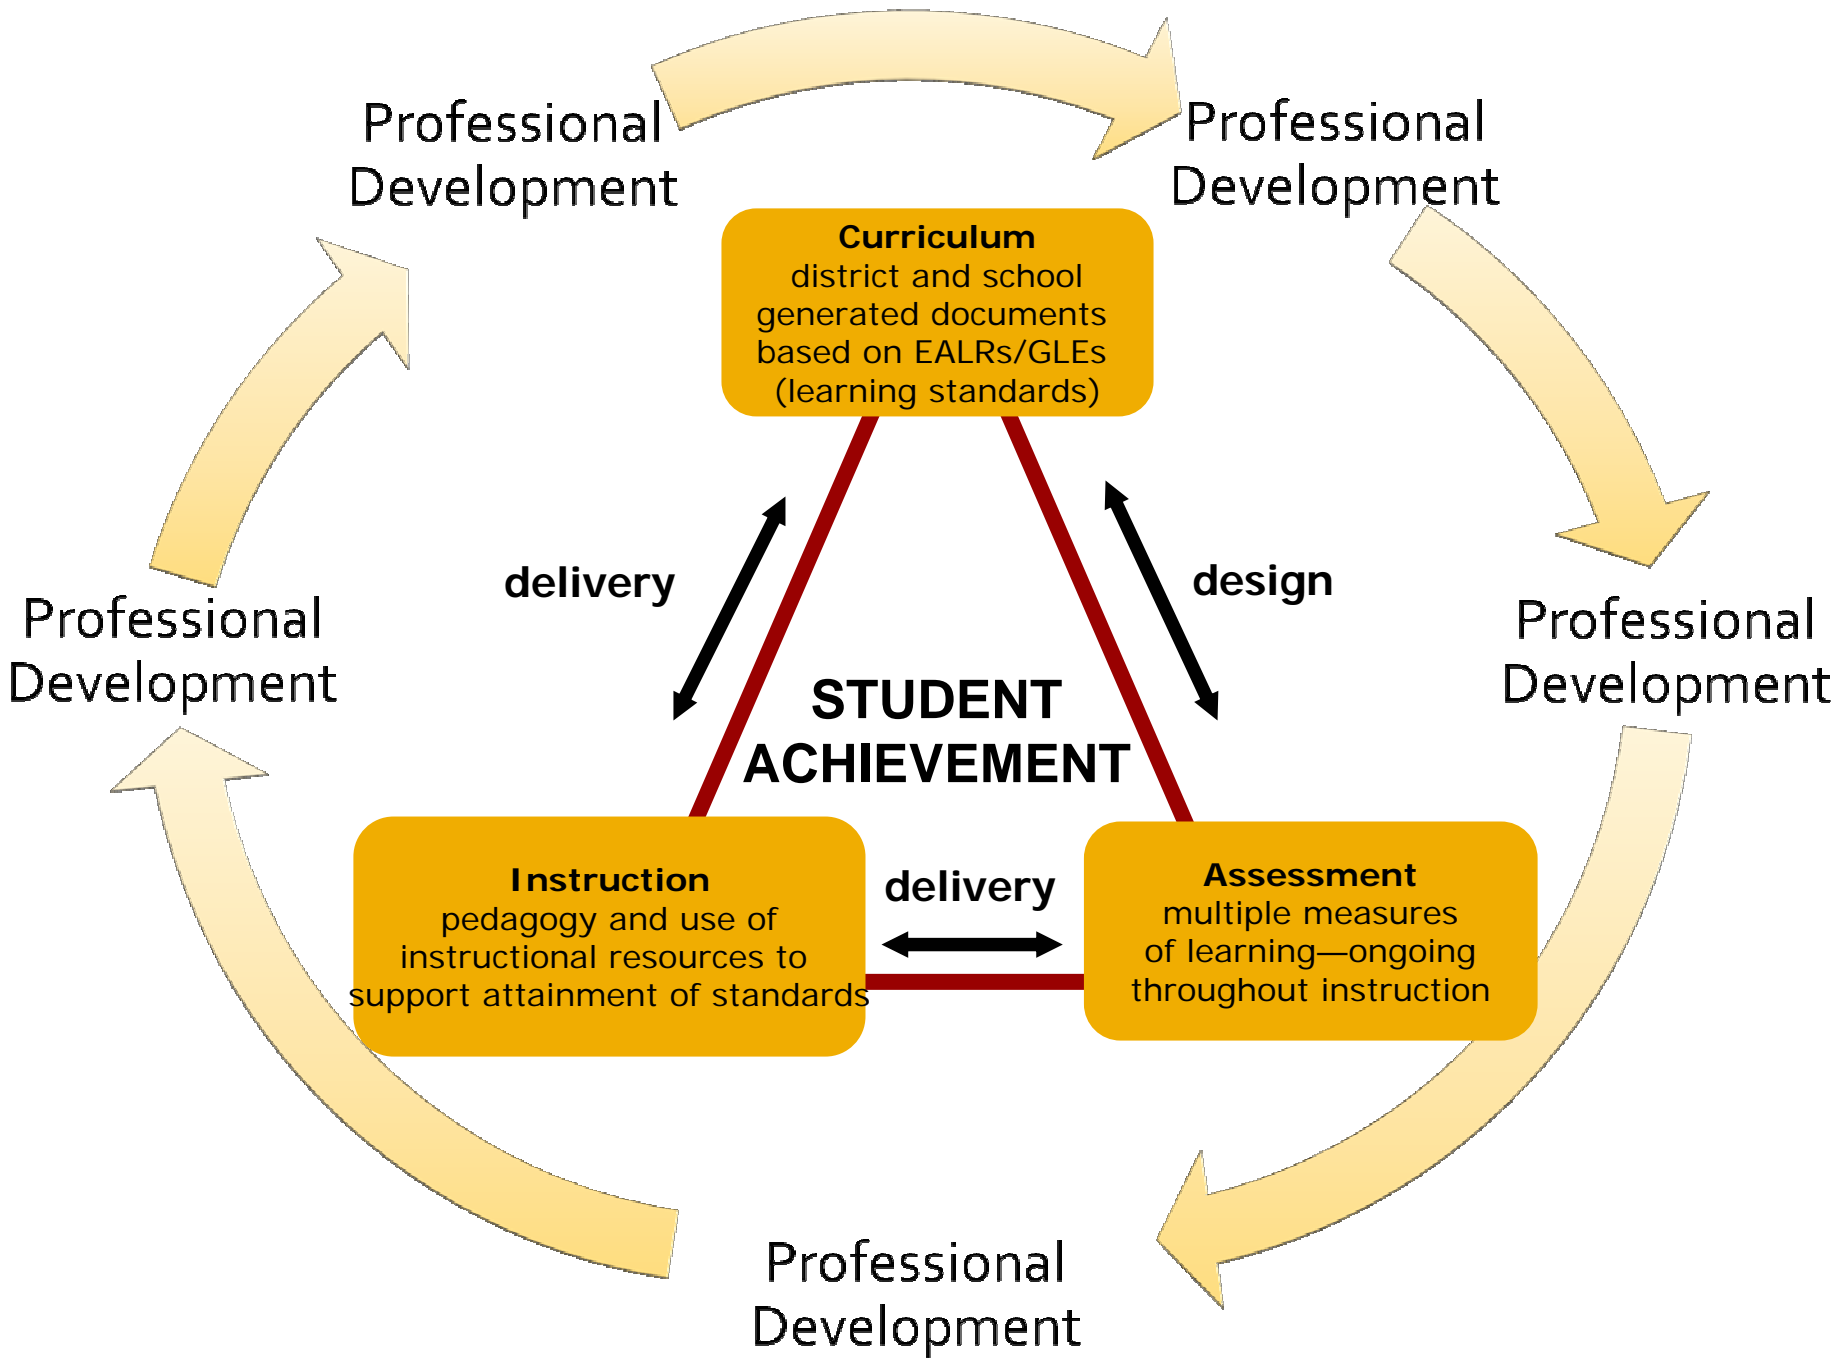 Professional
Development
Professional
Development
Curriculum
district and school
generated documents
based on EALRs/GLEs
(learning standards)
delivery
design
Professional
Development
Professional
Development
STUDENT
ACHIEVEMENT
Instruction
pedagogy and use of
instructional resources to
support attainment of standards
delivery
Assessment
multiple measures
of learning—ongoing
throughout instruction
Professional
Development